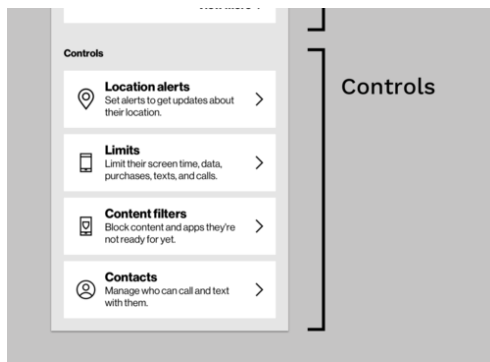 Controls
Location alerts
Set alerts to get updates about
their location.
Limits
Limit their screen time, data,
purchases, texts, and calls.
Content filters
Block content and apps they're
not ready for yet.
Contacts
Manage who can call and text
with them.
Controls